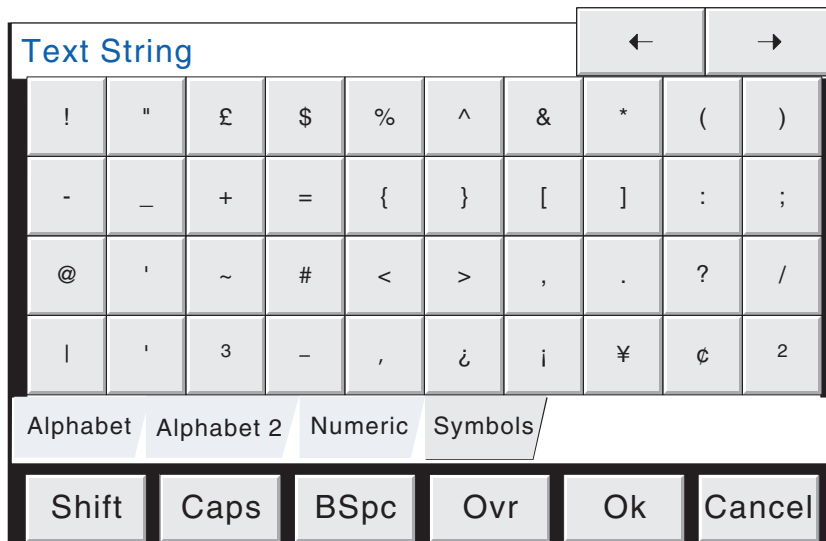 Text String ← →
! " £ $ % ^ & * ( )
- _ + = { } [ ] : ;
@ ' ~ # < > , . ? /
| ' ³ – , ¿ ¡ ¥ ¢ ²
Alphabet Alphabet 2 Numeric Symbols
Shift Caps BSpc Ovr Ok Cancel